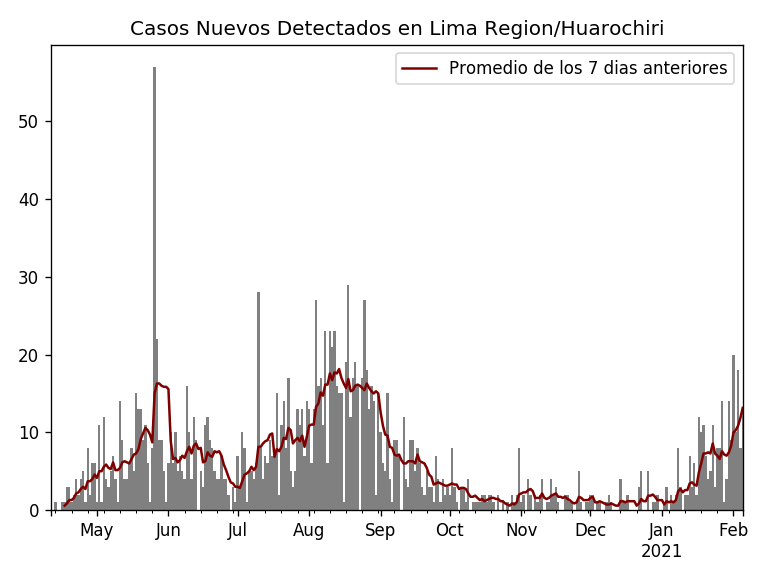 Casos Nuevos Detectados en Lima Region/Huarochiri
Promedio de los 7 dias anteriores
50
40
30
20
10
0
May Jun Jul Aug Sep Oct Nov Dec Jan Feb
2021